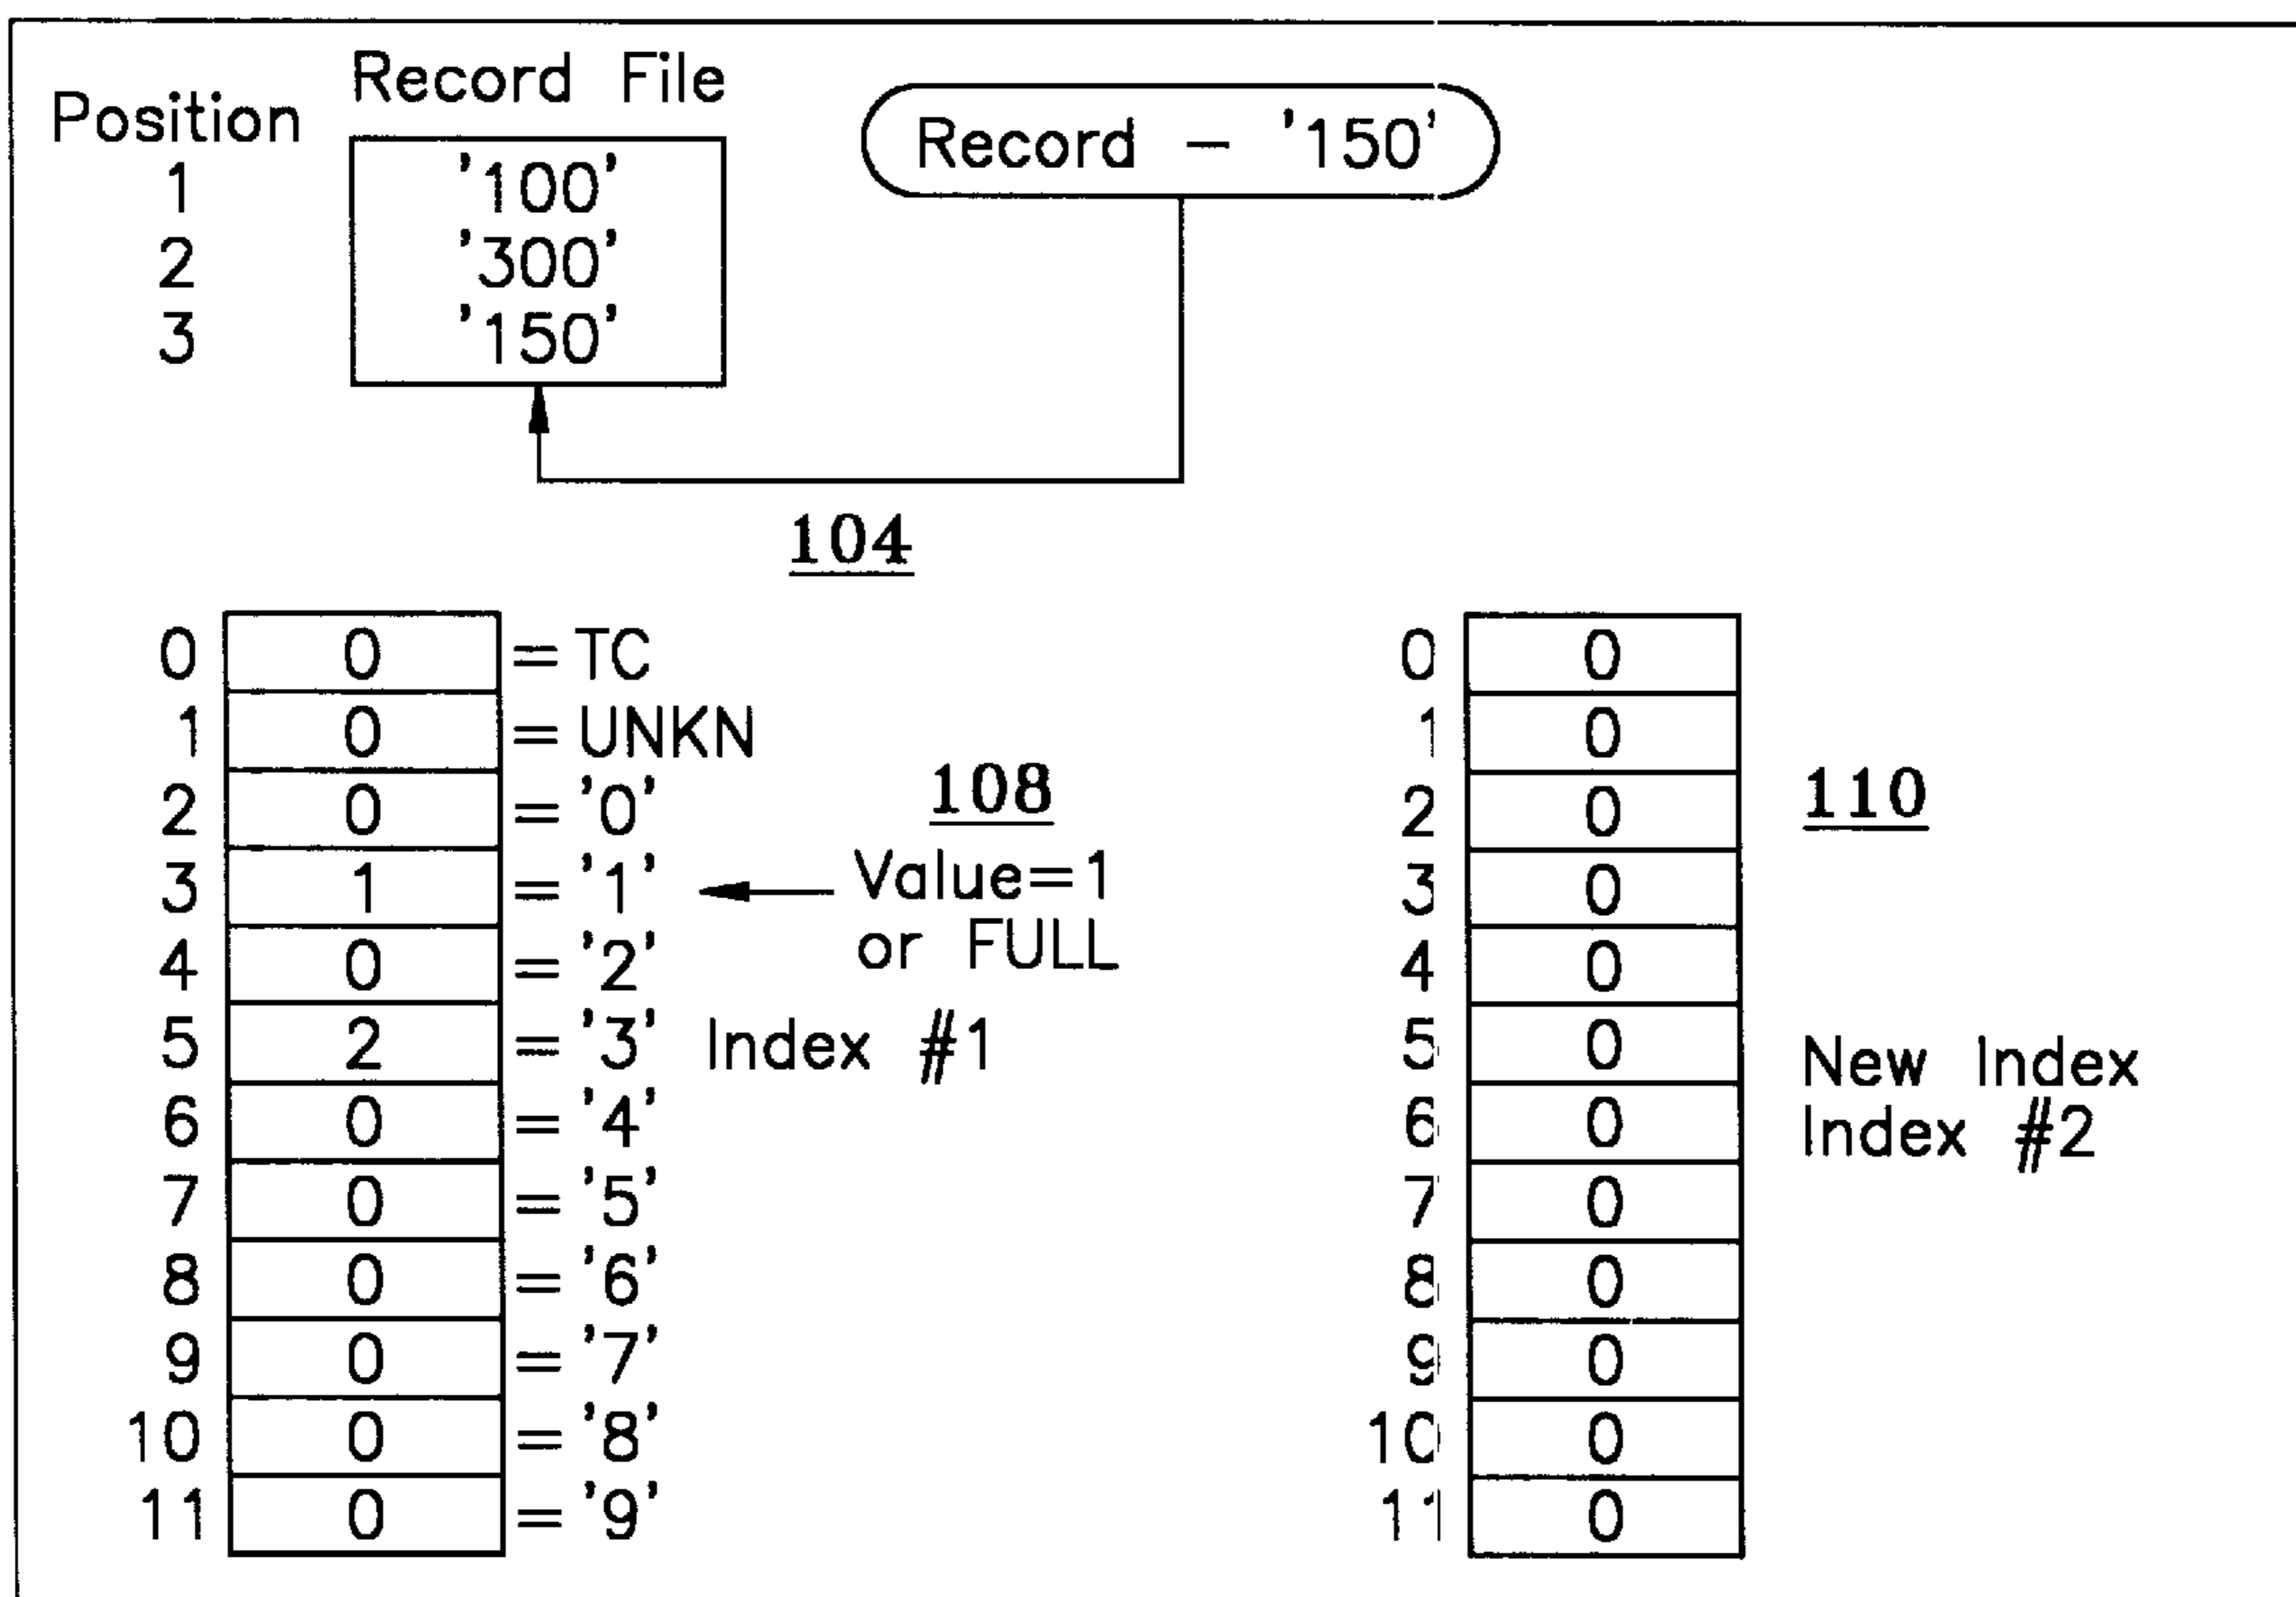 Record File
Position
Record - '150'
1 '100'
2 '300'
3 '150'
104
0 0 = TC
1 0 = UNKN
2 0 = '0'
3 1 = '1'
4 0 = '2'
5 2 = '3'
6 0 = '4'
7 0 = '5'
8 0 = '6'
9 0 = '7'
10 0 = '8'
11 0 = '9'
108
Value=1
or FULL
Index #1
0 0
1 0
2 0
3 0
4 0
5 0
6 0
7 0
8 0
9 0
10 0
11 0
110
New Index
Index #2